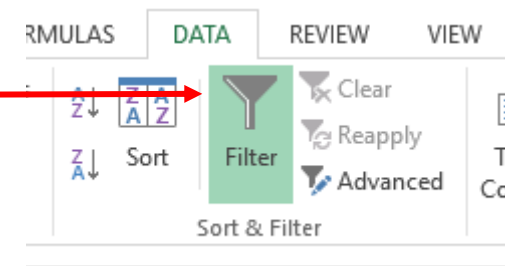 RMULAS DATA REVIEW VIEW
Clear
Reapply
Sort Filter Advanced
Sort & Filter